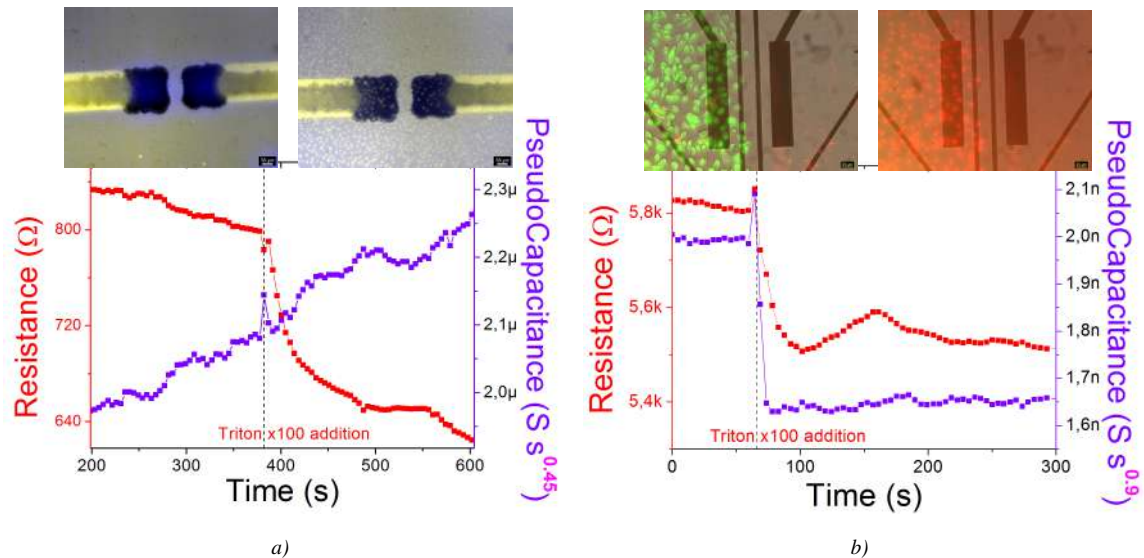 Resistance (Ω)
800
720
640
2,3µ
2,2µ
2,1µ
2,0µ
PseudoCapacitance (S s^0.45)
Triton x100 addition
200 300 400 500 600
Time (s)
a)
Resistance (Ω)
5,8k
5,6k
5,4k
2,1n
2,0n
1,9n
1,8n
1,7n
1,6n
PseudoCapacitance (S s^0.9)
Triton x100 addition
0 100 200 300
Time (s)
b)